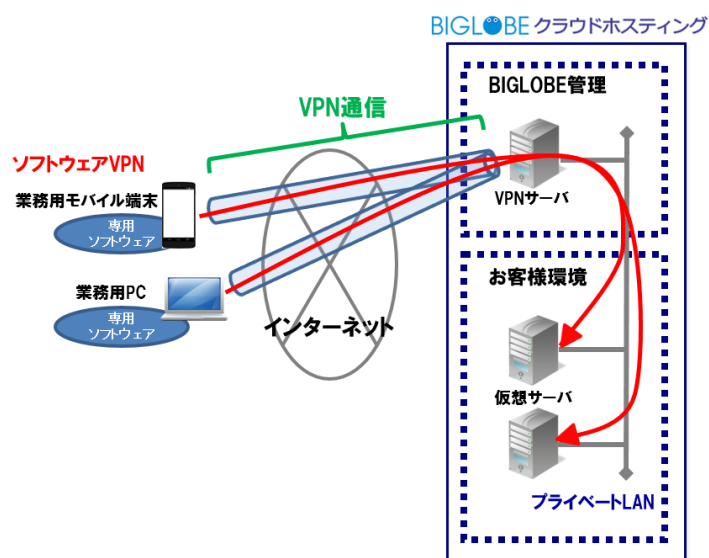 BIGLOBE クラウドホスティング
BIGLOBE管理
VPN通信
ソフトウェアVPN
業務用モバイル端末
専用
ソフトウェア
VPNサーバ
お客様環境
業務用PC
専用
ソフトウェア
インターネット
仮想サーバ
プライベートLAN